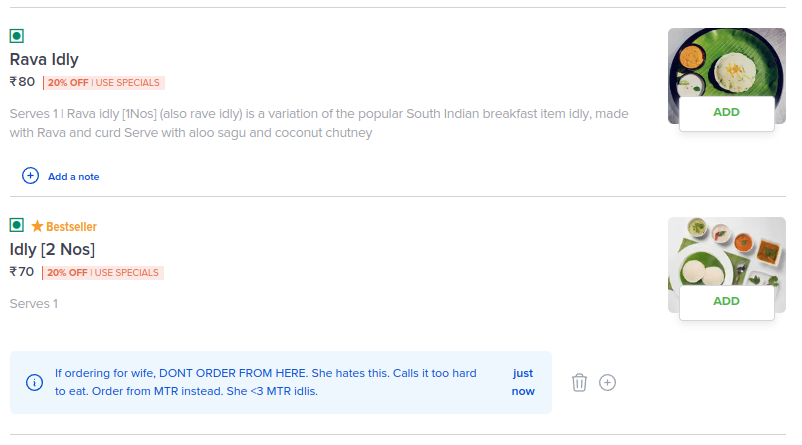 Rava Idly
₹80 20% OFF | USE SPECIALS
Serves 1 | Rava idly [1Nos] (also rave idly) is a variation of the popular South Indian breakfast item idly, made
with Rava and curd Serve with aloo sagu and coconut chutney
ADD
Add a note
Bestseller
Idly [2 Nos]
₹70 20% OFF | USE SPECIALS
Serves 1
ADD
If ordering for wife, DONT ORDER FROM HERE. She hates this. Calls it too hard
to eat. Order from MTR instead. She <3 MTR idlis.
just
now